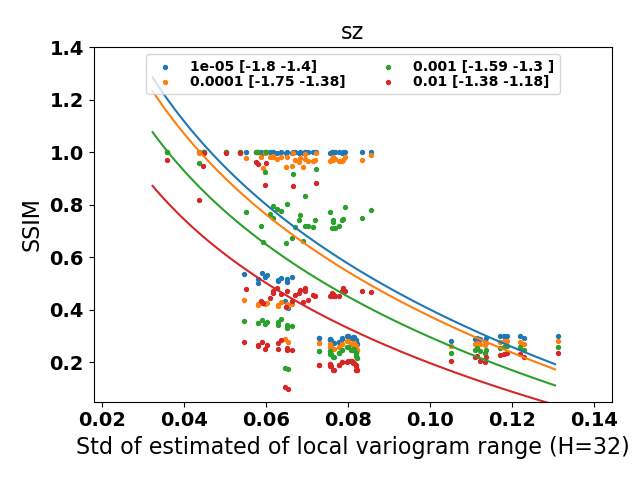 sz
1e-05 [-1.8 -1.4]
0.0001 [-1.75 -1.38]
0.001 [-1.59 -1.3 ]
0.01 [-1.38 -1.18]
SSIM
1.4
1.2
1.0
0.8
0.6
0.4
0.2
0.02 0.04 0.06 0.08 0.10 0.12 0.14
Std of estimated of local variogram range (H=32)